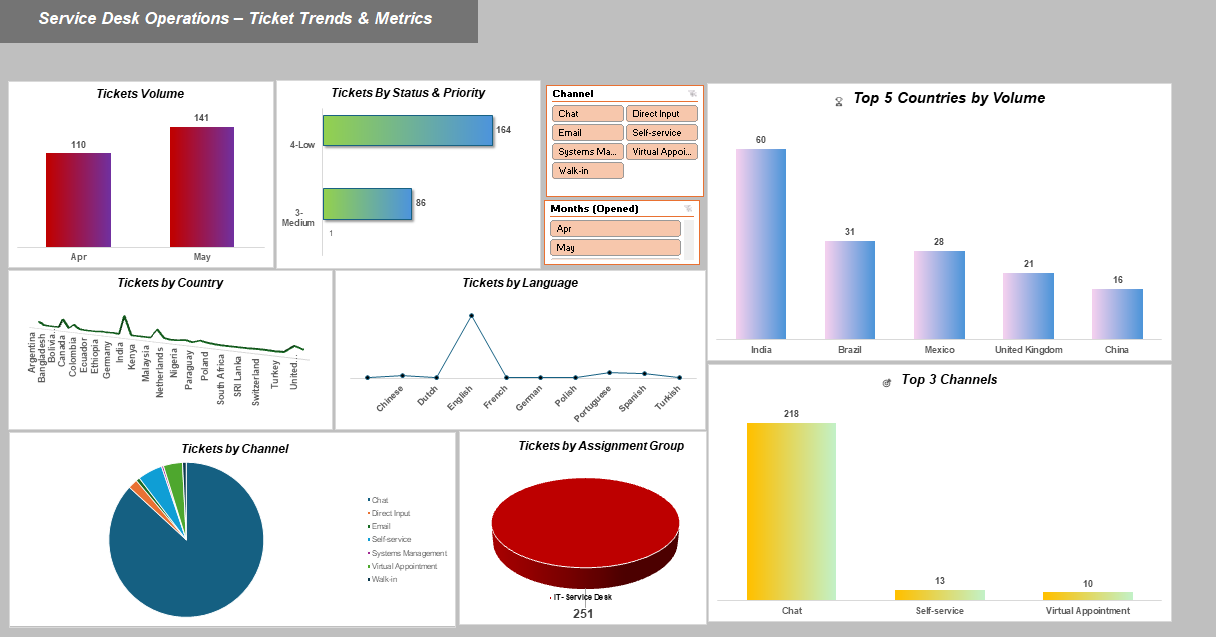 Service Desk Operations – Ticket Trends & Metrics
Tickets Volume
141
110
Apr
May
Tickets By Status & Priority
4-Low
164
3-
Medium
86
1
Channel
Chat
Direct Input
Email
Self-service
Systems Ma...
Virtual Appoi...
Walk-in
Months (Opened)
Apr
May
Top 5 Countries by Volume
60
31
28
21
16
India
Brazil
Mexico
United Kingdom
China
Tickets by Country
Argentina
Bangladesh
Bolivia...
Canada
Colombia
Ecuador
Ethiopia
Germany
India
Kenya
Malaysia
Netherlands
Nigeria
Paraguay
Poland
South Africa
SRI Lanka
Switzerland
Turkey
United...
Tickets by Language
Chinese
Dutch
English
French
German
Polish
Portuguese
Spanish
Turkish
Top 3 Channels
218
13
10
Chat
Self-service
Virtual Appointment
Tickets by Channel
Chat
Direct Input
Email
Self-service
Systems Management
Virtual Appointment
Walk-in
Tickets by Assignment Group
IT- Service Desk
251